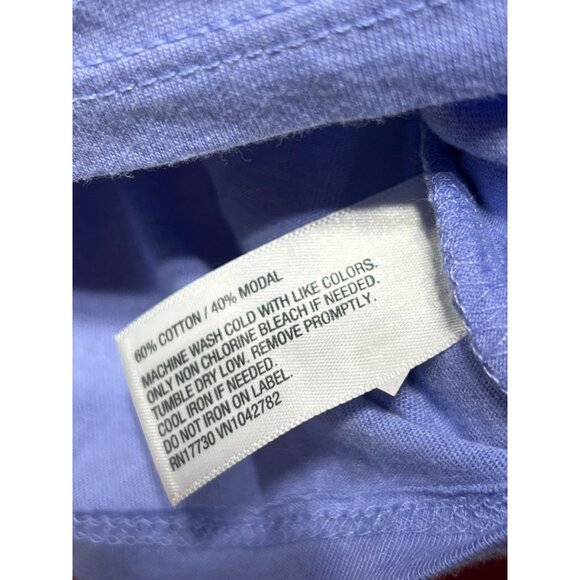 60% COTTON / 40% MODAL
MACHINE WASH COLD WITH LIKE COLORS.
ONLY NON CHLORINE BLEACH IF NEEDED.
TUMBLE DRY LOW. REMOVE PROMPTLY.
COOL IRON IF NEEDED.
DO NOT IRON ON LABEL.
RN17730 VN1042782